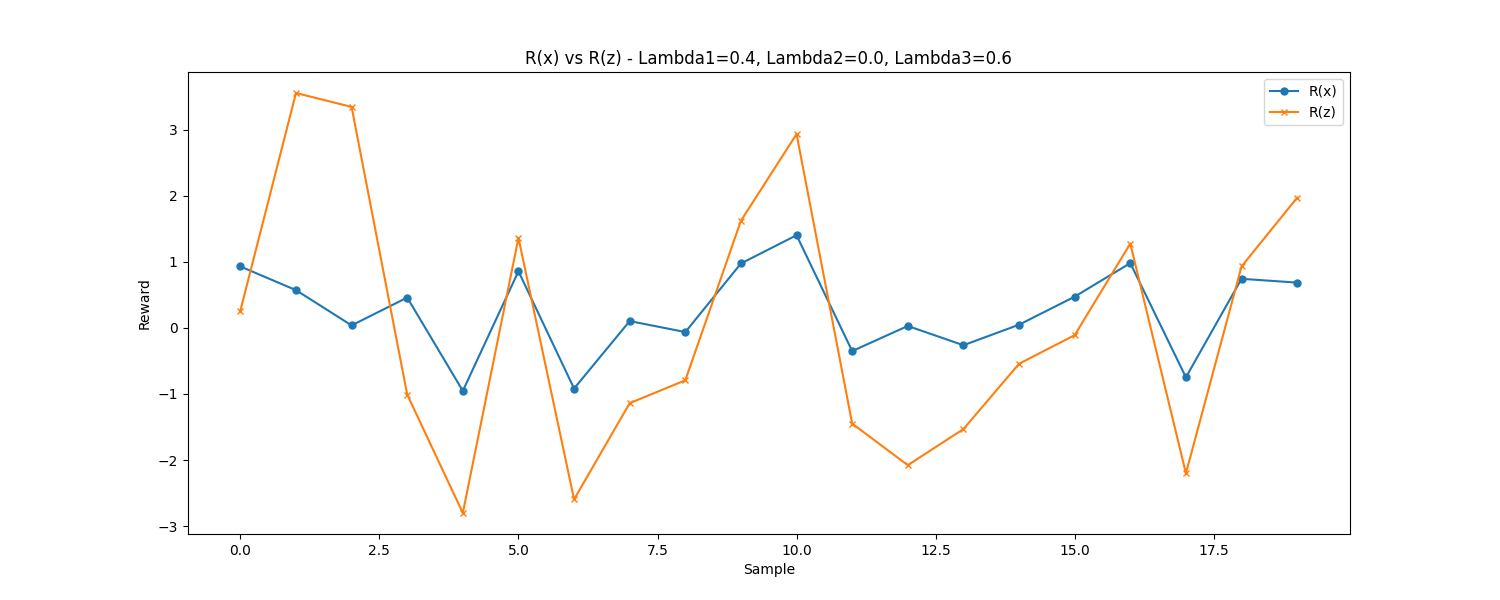 R(x) vs R(z) - Lambda1=0.4, Lambda2=0.0, Lambda3=0.6
R(x)
R(z)
Reward
3
2
1
0
−1
−2
−3
0.0 2.5 5.0 7.5 10.0 12.5 15.0 17.5
Sample